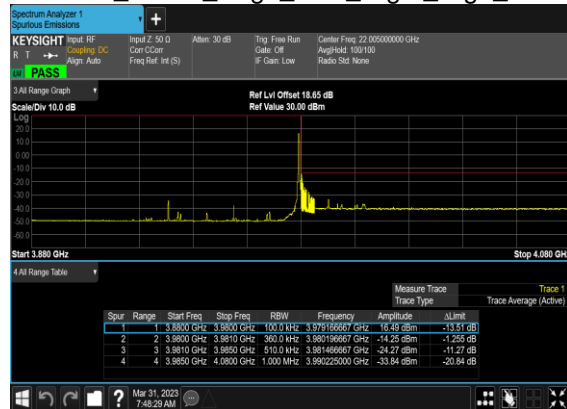 Spectrum Analyzer 1
Spurious Emissions
+
KEYSIGHT Input: RF Input Z: 50 Ω Atten: 30 dB Trig: Free Run Center Freq: 22.005000000 GHz
R T Coupling: DC Corr CCorr Gate: Off Avg|Hold: 100/100
Align: Auto Freq Ref: Int (S) IF Gain: Low Radio Std: None
PASS
3 All Range Graph
Ref Lvl Offset 18.65 dB
Scale/Div 10.0 dB Ref Value 30.00 dBm
Log
20.0
10.0
0.00
-10.0
-20.0
-30.0
-40.0
-50.0
-60.0
Start 3.880 GHz Stop 4.080 GHz
4 All Range Table
Measure Trace Trace 1
Trace Type Trace Average (Active)
Spur Range Start Freq Stop Freq RBW Frequency Amplitude ΔLimit
1 1 3.8800 GHz 3.9800 GHz 100.0 kHz 3.979166667 GHz 16.49 dBm -13.51 dB
2 2 3.9800 GHz 3.9810 GHz 360.0 kHz 3.980196667 GHz -14.25 dBm -1.255 dB
3 3 3.9810 GHz 3.9850 GHz 510.0 kHz 3.981466667 GHz -24.27 dBm -11.27 dB
4 4 3.9850 GHz 4.0800 GHz 1.000 MHz 3.990225000 GHz -33.84 dBm -20.84 dB
?
Mar 31, 2023
7:48:29 AM